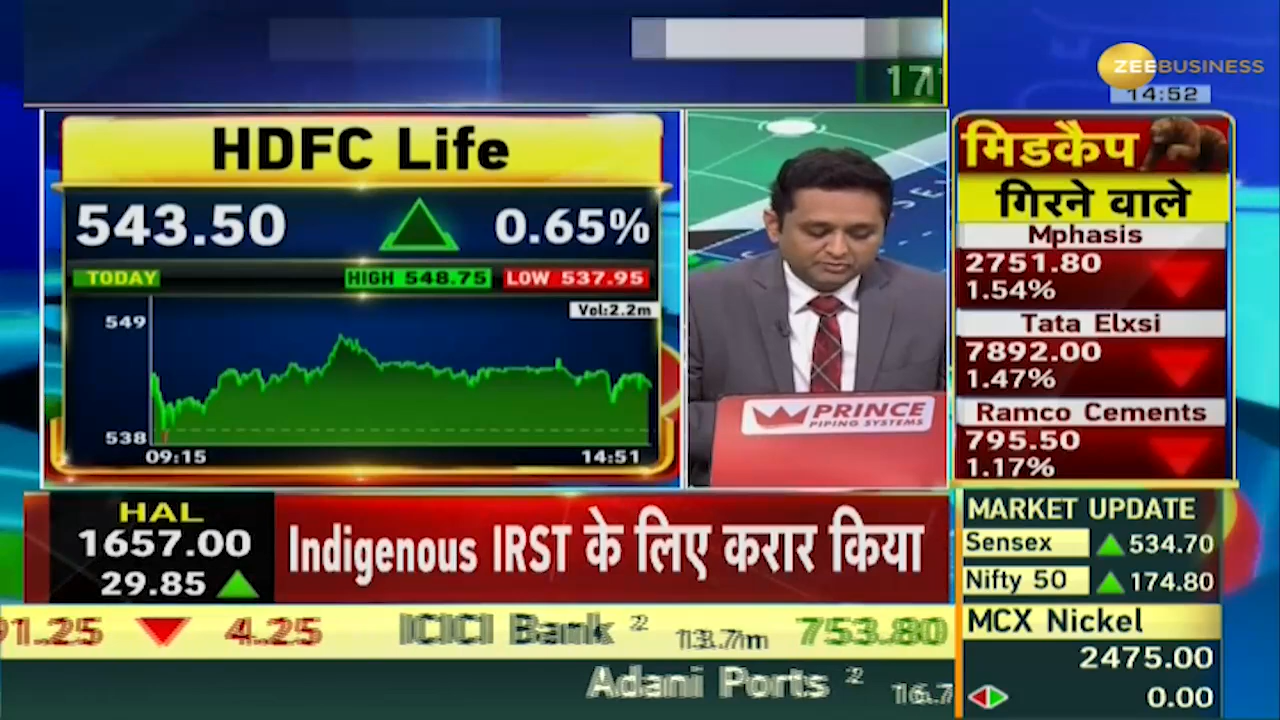 ZEEBUSINESS
14:52
HDFC Life
543.50 0.65%
TODAY HIGH 548.75 LOW 537.95
Vol:2.2m
549
538
09:15 14:51
PRINCE
PIPING SYSTEMS
मिडकैप
गिरने वाले
Mphasis
2751.80
1.54%
Tata Elxsi
7892.00
1.47%
Ramco Cements
795.50
1.17%
HAL
1657.00
29.85
Indigenous IRST के लिए करार किया
MARKET UPDATE
Sensex 534.70
Nifty 50 174.80
MCX Nickel
2475.00
0.00
91.25 4.25 ICICI Bank 753.80
Adani Ports 16.7